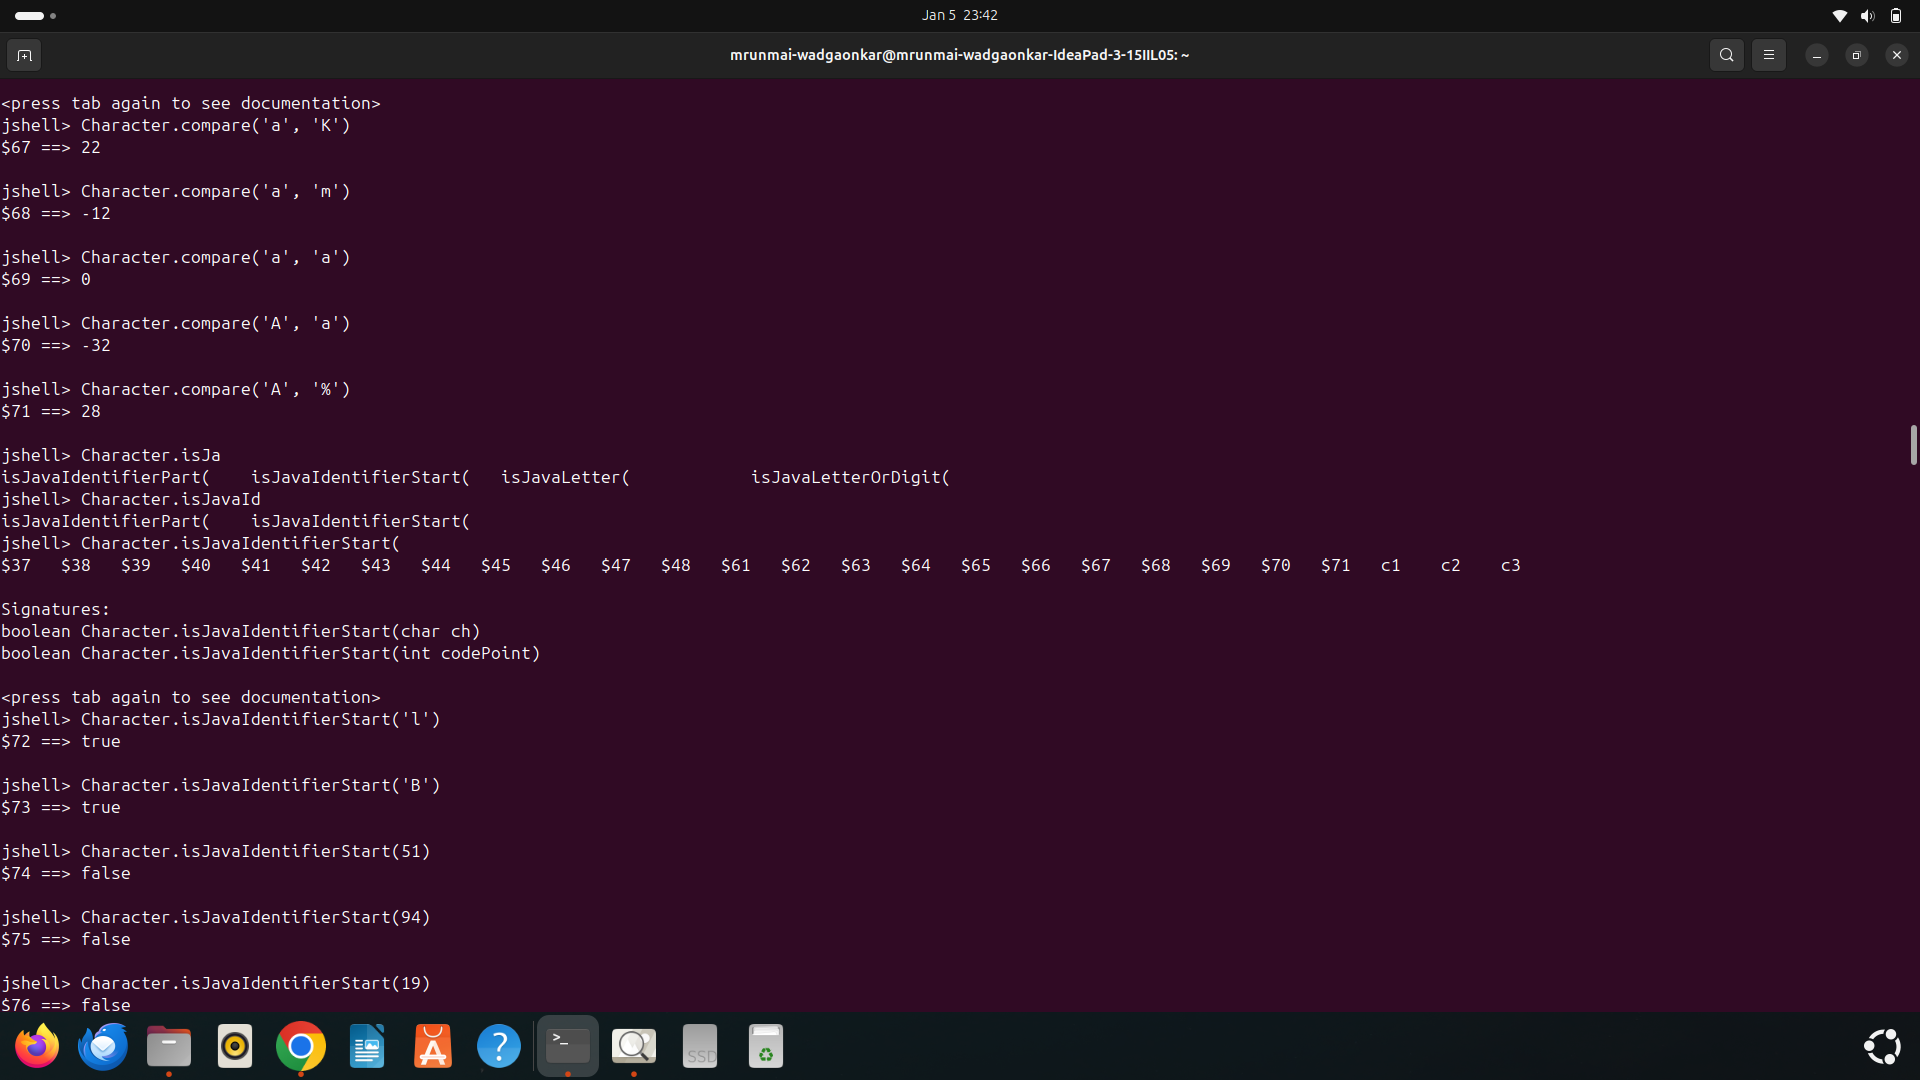 Jan 5 23:42
mrunmai-wadgaonkar@mrunmai-wadgaonkar-IdeaPad-3-15IIL05: ~
<press tab again to see documentation>
jshell> Character.compare('a', 'K')
$67 ==> 22
jshell> Character.compare('a', 'm')
$68 ==> -12
jshell> Character.compare('a', 'a')
$69 ==> 0
jshell> Character.compare('A', 'a')
$70 ==> -32
jshell> Character.compare('A', '%')
$71 ==> 28
jshell> Character.isJa
isJavaIdentifierPart( isJavaIdentifierStart( isJavaLetter( isJavaLetterOrDigit(
jshell> Character.isJavaId
isJavaIdentifierPart( isJavaIdentifierStart(
jshell> Character.isJavaIdentifierStart(
$37 $38 $39 $40 $41 $42 $43 $44 $45 $46 $47 $48 $61 $62 $63 $64 $65 $66 $67 $68 $69 $70 $71 c1 c2 c3
Signatures:
boolean Character.isJavaIdentifierStart(char ch)
boolean Character.isJavaIdentifierStart(int codePoint)
<press tab again to see documentation>
jshell> Character.isJavaIdentifierStart('l')
$72 ==> true
jshell> Character.isJavaIdentifierStart('B')
$73 ==> true
jshell> Character.isJavaIdentifierStart(51)
$74 ==> false
jshell> Character.isJavaIdentifierStart(94)
$75 ==> false
jshell> Character.isJavaIdentifierStart(19)
$76 ==> false
>_
?
SSD